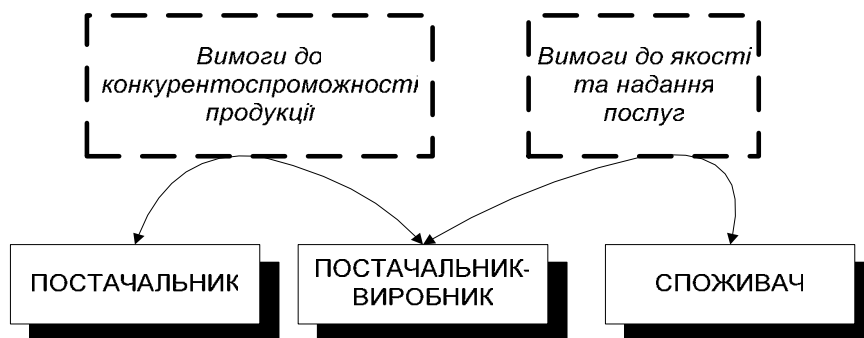 Вимоги до
конкурентоспроможності
продукції
Вимоги до якості
та надання
послуг
ПОСТАЧАЛЬНИК
ПОСТАЧАЛЬНИК-
ВИРОБНИК
СПОЖИВАЧ